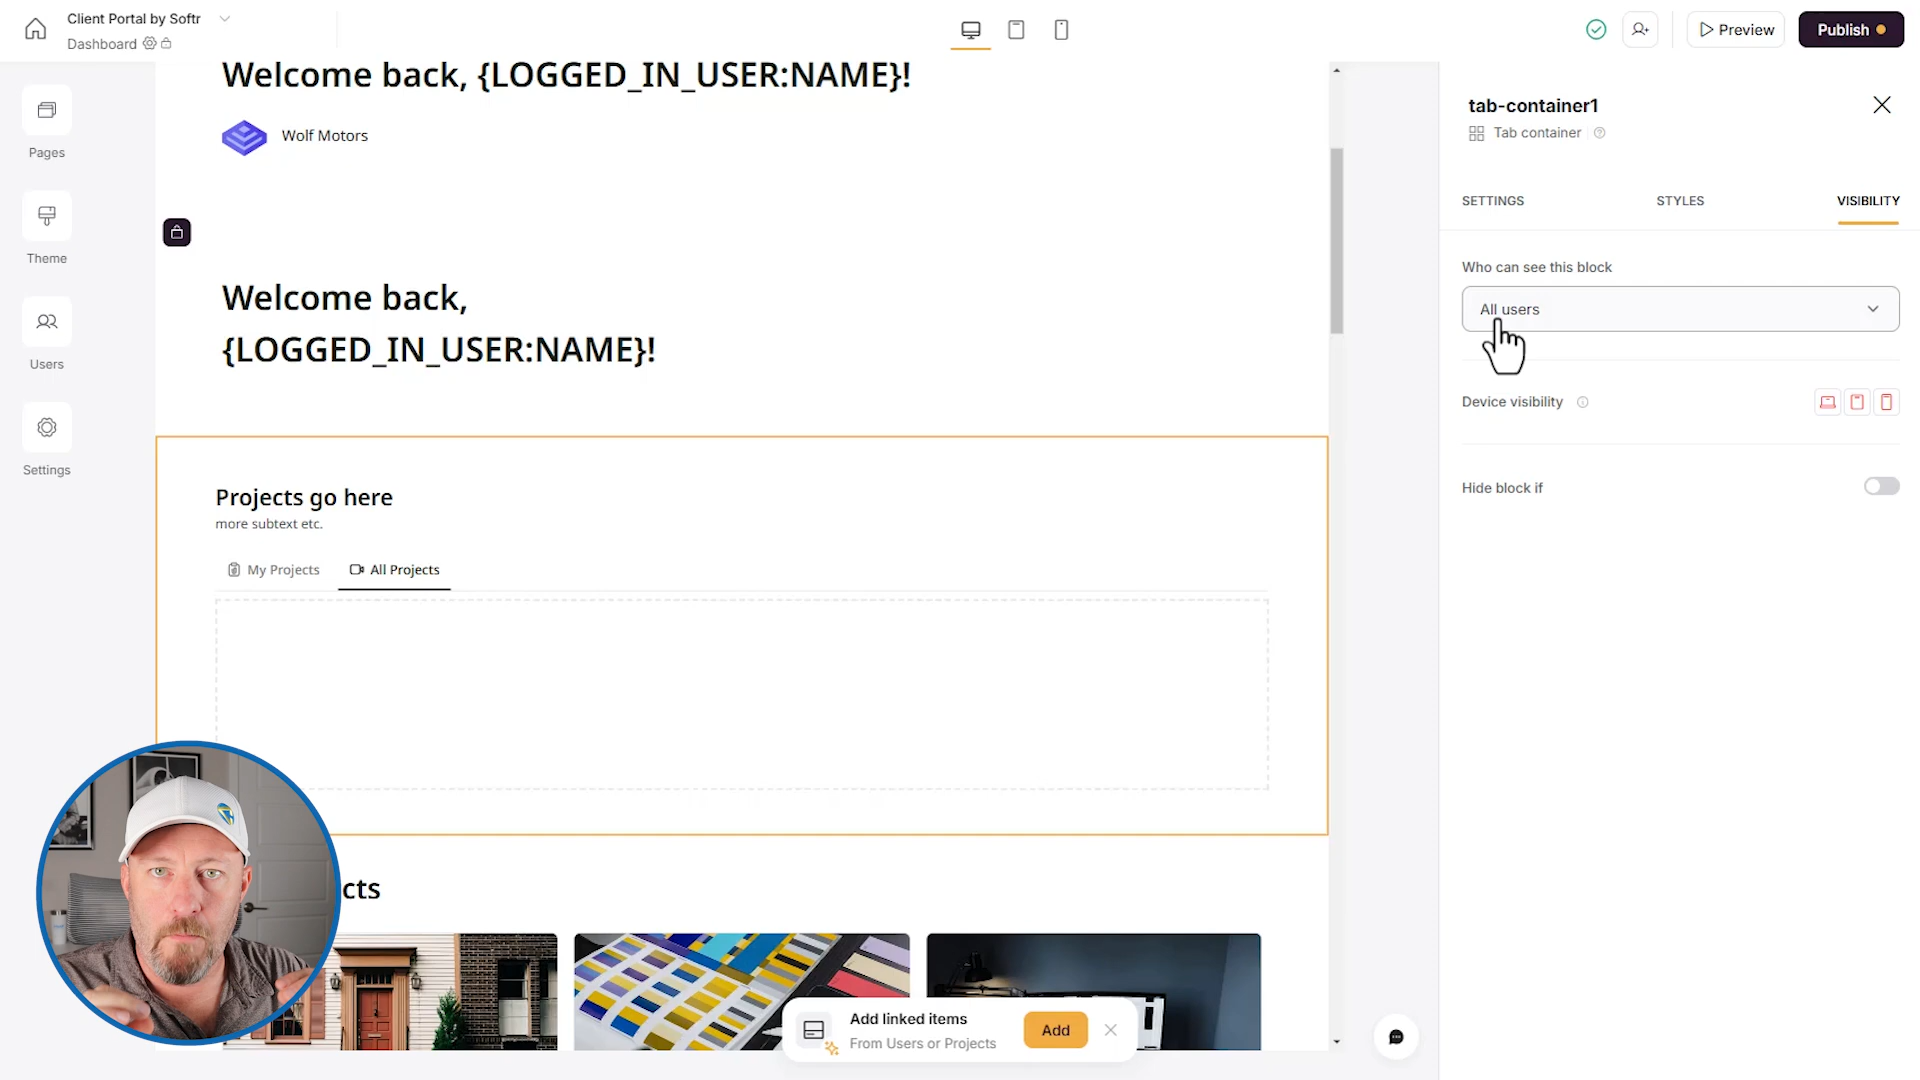 Client Portal by Softr
Dashboard
Preview
Publish
Pages
Theme
Users
Settings
Welcome back, {LOGGED_IN_USER:NAME}!
Wolf Motors
Welcome back,
{LOGGED_IN_USER:NAME}!
Projects go here
more subtext etc.
My Projects
All Projects
cts
Add linked items
From Users or Projects
Add
tab-container1
Tab container
SETTINGS
STYLES
VISIBILITY
Who can see this block
All users
Device visibility
Hide block if